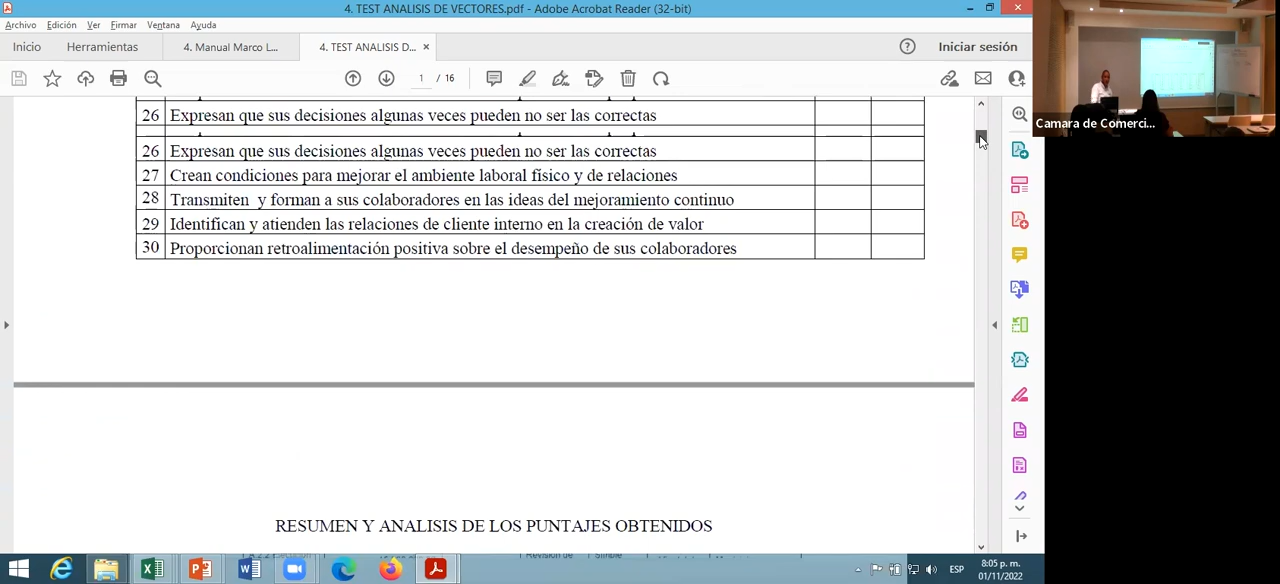 4. TEST ANALISIS DE VECTORES.pdf - Adobe Acrobat Reader (32-bit)
Archivo Edición Ver Firmar Ventana Ayuda
Inicio Herramientas 4. Manual Marco L... 4. TEST ANALISIS D... × Iniciar sesión
1 / 16
26 Expresan que sus decisiones algunas veces pueden no ser las correctas
26 Expresan que sus decisiones algunas veces pueden no ser las correctas
27 Crean condiciones para mejorar el ambiente laboral físico y de relaciones
28 Transmiten y forman a sus colaboradores en las ideas del mejoramiento continuo
29 Identifican y atienden las relaciones de cliente interno en la creación de valor
30 Proporcionan retroalimentación positiva sobre el desempeño de sus colaboradores
RESUMEN Y ANALISIS DE LOS PUNTAJES OBTENIDOS
Camara de Comerci...
ESP
8:05 p. m.
01/11/2022